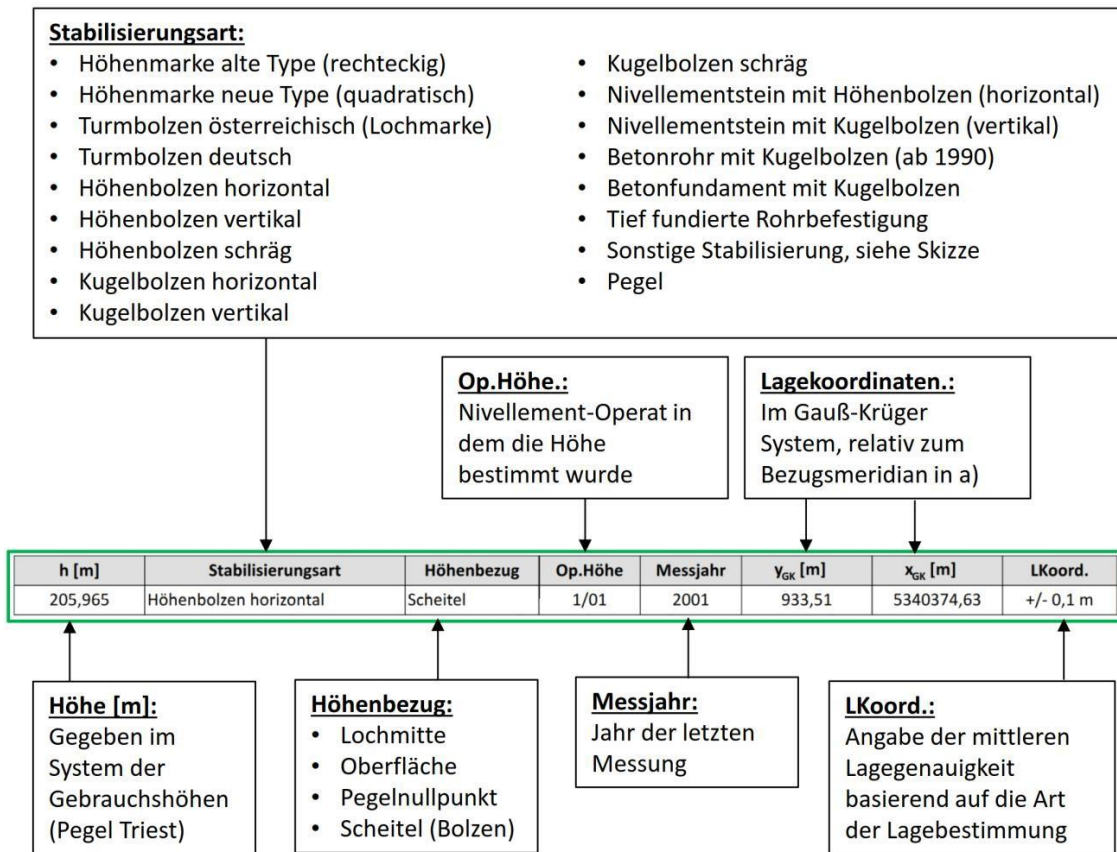 Stabilisierungsart:
• Höhenmarke alte Type (rechteckig)
• Höhenmarke neue Type (quadratisch)
• Turmbolzen österreichisch (Lochmarke)
• Turmbolzen deutsch
• Höhenbolzen horizontal
• Höhenbolzen vertikal
• Höhenbolzen schräg
• Kugelbolzen horizontal
• Kugelbolzen vertikal
• Kugelbolzen schräg
• Nivellementstein mit Höhenbolzen (horizontal)
• Nivellementstein mit Kugelbolzen (vertikal)
• Betonrohr mit Kugelbolzen (ab 1990)
• Betonfundament mit Kugelbolzen
• Tief fundierte Rohrbefestigung
• Sonstige Stabilisierung, siehe Skizze
• Pegel
Op.Höhe.:
Nivellement-Operat in
dem die Höhe
bestimmt wurde
Lagekoordinaten.:
Im Gauß-Krüger
System, relativ zum
Bezugsmeridian in a)
h [m] Stabilisierungsart Höhenbezug Op.Höhe Messjahr yGK [m] xGK [m] LKoord.
205,965 Höhenbolzen horizontal Scheitel 1/01 2001 933,51 5340374,63 +/- 0,1 m
Höhe [m]:
Gegeben im
System der
Gebrauchshöhen
(Pegel Triest)
Höhenbezug:
• Lochmitte
• Oberfläche
• Pegelnullpunkt
• Scheitel (Bolzen)
Messjahr:
Jahr der letzten
Messung
LKoord.:
Angabe der mittleren
Lagegenauigkeit
basierend auf die Art
der Lagebestimmung